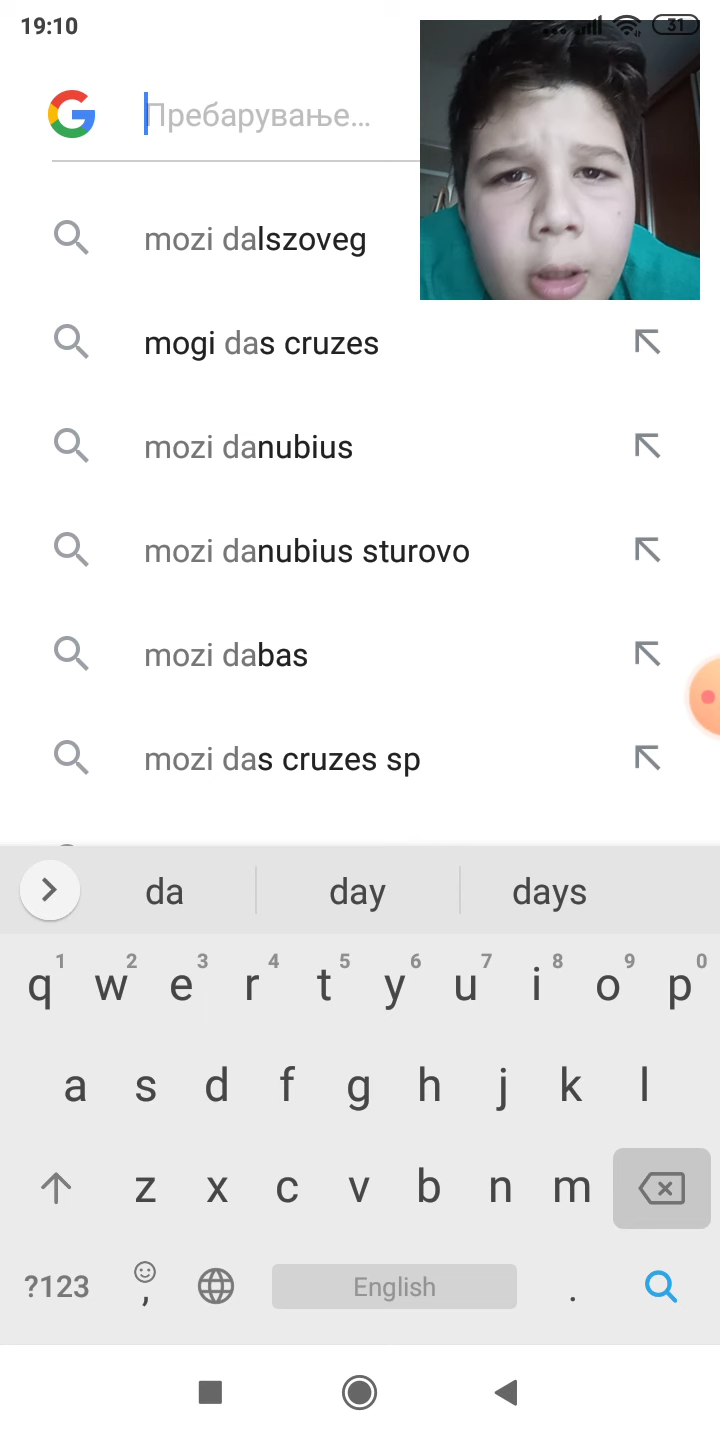 19:10
31
Пребарување...
mozi dalszoveg
mogi das cruzes
mozi danubius
mozi danubius sturovo
mozi dabas
mozi das cruzes sp
da day days
1 2 3 4 5 6 7 8 9 0
q w e r t y u i o p
a s d f g h j k l
z x c v b n m
?123 , English .